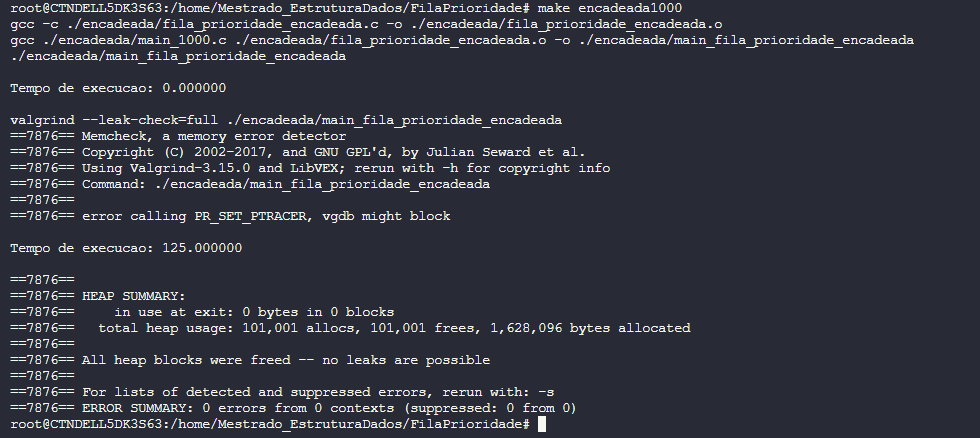 root@CTNDELL5DK3S63:/home/Mestrado_EstruturaDados/FilaPrioridade# make encadeada1000
gcc -c ./encadeada/fila_prioridade_encadeada.c -o ./encadeada/fila_prioridade_encadeada.o
gcc ./encadeada/main_1000.c ./encadeada/fila_prioridade_encadeada.o -o ./encadeada/main_fila_prioridade_encadeada
./encadeada/main_fila_prioridade_encadeada
Tempo de execucao: 0.000000
valgrind --leak-check=full ./encadeada/main_fila_prioridade_encadeada
==7876== Memcheck, a memory error detector
==7876== Copyright (C) 2002-2017, and GNU GPL'd, by Julian Seward et al.
==7876== Using Valgrind-3.15.0 and LibVEX; rerun with -h for copyright info
==7876== Command: ./encadeada/main_fila_prioridade_encadeada
==7876==
==7876== error calling PR_SET_PTRACER, vgdb might block
Tempo de execucao: 125.000000
==7876==
==7876== HEAP SUMMARY:
==7876==     in use at exit: 0 bytes in 0 blocks
==7876==   total heap usage: 101,001 allocs, 101,001 frees, 1,628,096 bytes allocated
==7876==
==7876== All heap blocks were freed -- no leaks are possible
==7876==
==7876== For lists of detected and suppressed errors, rerun with: -s
==7876== ERROR SUMMARY: 0 errors from 0 contexts (suppressed: 0 from 0)
root@CTNDELL5DK3S63:/home/Mestrado_EstruturaDados/FilaPrioridade#